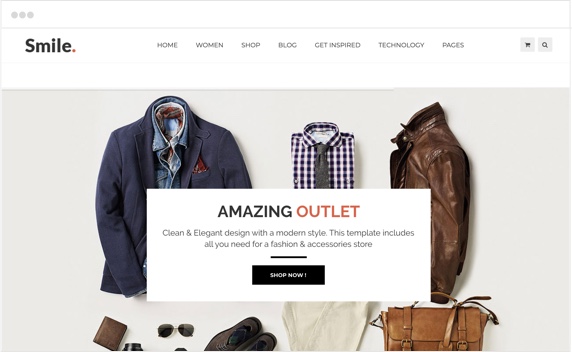 Smile.
HOME WOMEN SHOP BLOG GET INSPIRED TECHNOLOGY PAGES
AMAZING OUTLET
Clean & Elegant design with a modern style. This template includes
all you need for a fashion & accessories store
SHOP NOW !